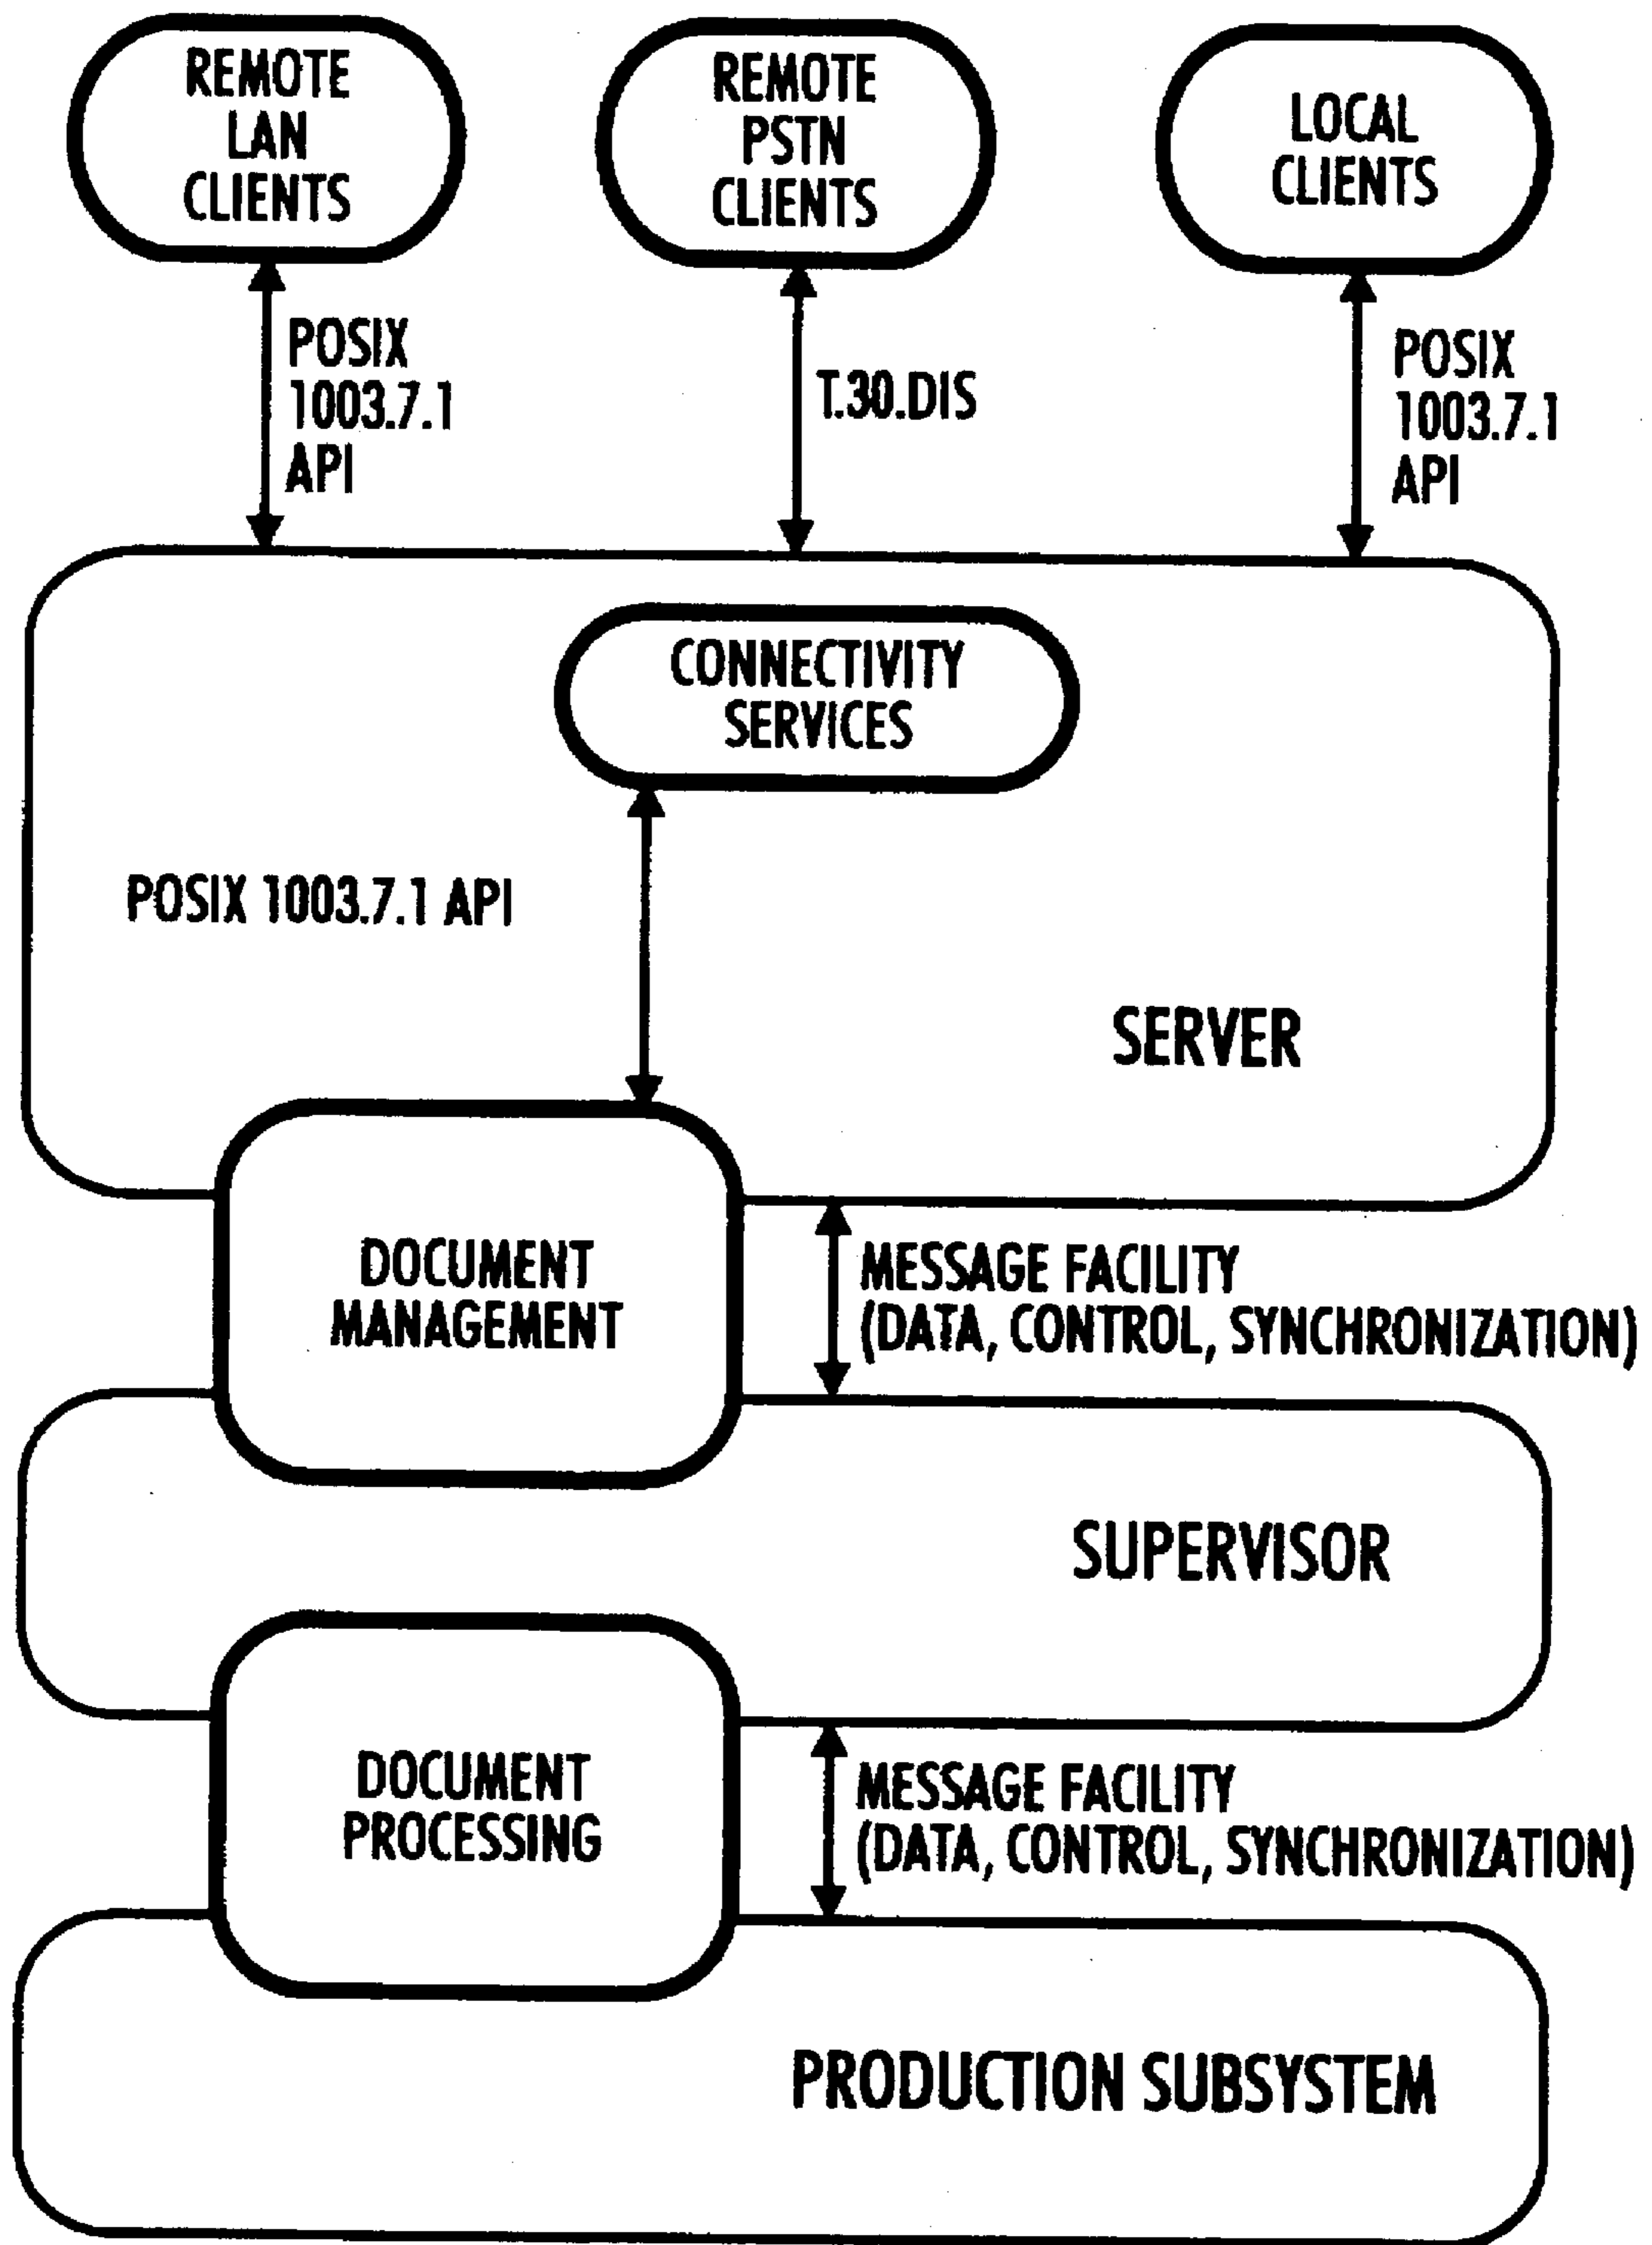 REMOTE
LAN
CLIENTS
REMOTE
PSTN
CLIENTS
LOCAL
CLIENTS
POSIX
1003.7.1
API
T.30.DIS
POSIX
1003.7.1
API
CONNECTIVITY
SERVICES
POSIX 1003.7.1 API
SERVER
DOCUMENT
MANAGEMENT
MESSAGE FACILITY
(DATA, CONTROL, SYNCHRONIZATION)
SUPERVISOR
DOCUMENT
PROCESSING
MESSAGE FACILITY
(DATA, CONTROL, SYNCHRONIZATION)
PRODUCTION SUBSYSTEM